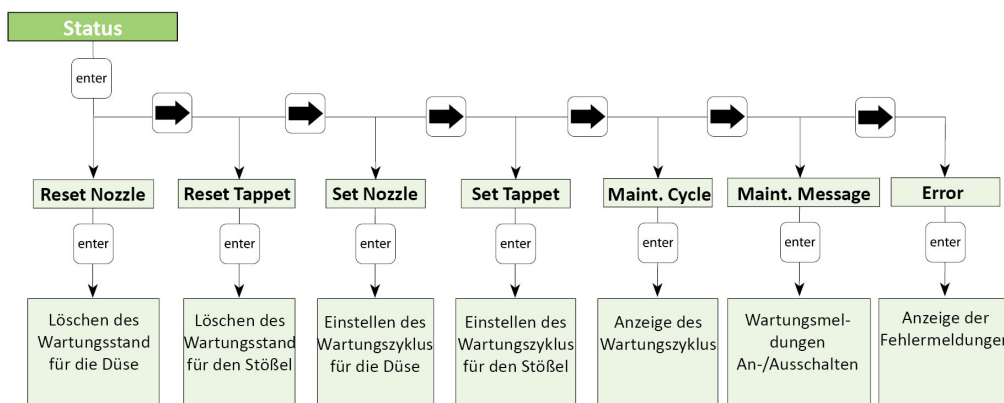 Status
enter
Reset Nozzle
Reset Tappet
Set Nozzle
Set Tappet
Maint. Cycle
Maint. Message
Error
enter
enter
enter
enter
enter
enter
enter
Löschen des
Wartungsstand
für die Düse
Löschen des
Wartungsstand
für den Stößel
Einstellen des
Wartungszyklus
für die Düse
Einstellen des
Wartungszyklus
für den Stößel
Anzeige des
Wartungszyklus
Wartungsmel-
dungen
An-/Ausschalten
Anzeige der
Fehlermeldungen